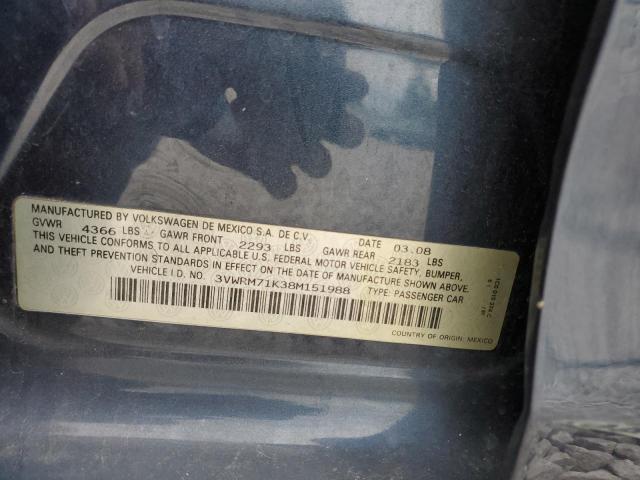 MANUFACTURED BY VOLKSWAGEN DE MEXICO S.A. DE C.V. DATE 03.08
GVWR 4366 LBS GAWR FRONT 2293 LBS GAWR REAR 2183 LBS
THIS VEHICLE CONFORMS TO ALL APPLICABLE U.S. FEDERAL MOTOR VEHICLE SAFETY, BUMPER,
AND THEFT PREVENTION STANDARDS IN EFFECT ON THE DATE OF MANUFACTURE SHOWN ABOVE.
VEHICLE I.D. NO. 3VWRM71K38M151988 TYPE: PASSENGER CAR
COUNTRY OF ORIGIN: MEXICO